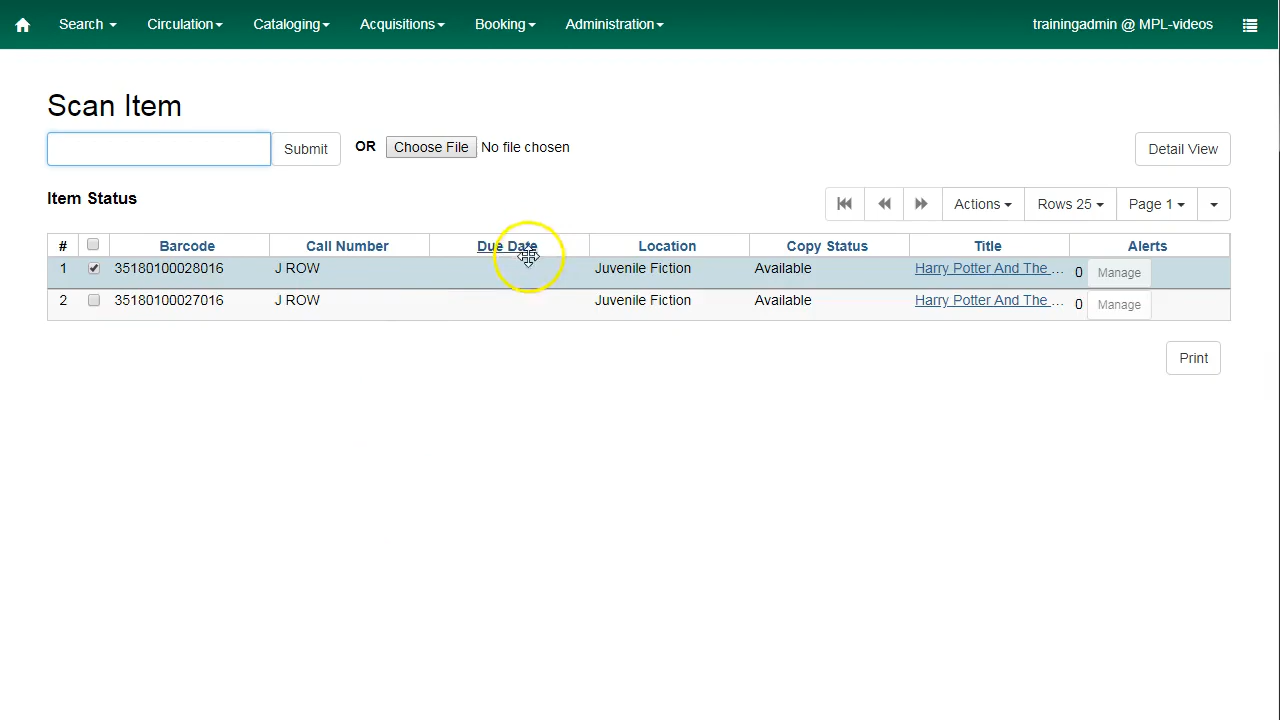 Search Circulation Cataloging Acquisitions Booking Administration trainingadmin @ MPL-videos
Scan Item
Submit OR Choose File No file chosen Detail View
Item Status Actions Rows 25 Page 1
# Barcode Call Number Due Date Location Copy Status Title Alerts
1 35180100028016 J ROW Juvenile Fiction Available Harry Potter And The ... 0 Manage
2 35180100027016 J ROW Juvenile Fiction Available Harry Potter And The ... 0 Manage
Print